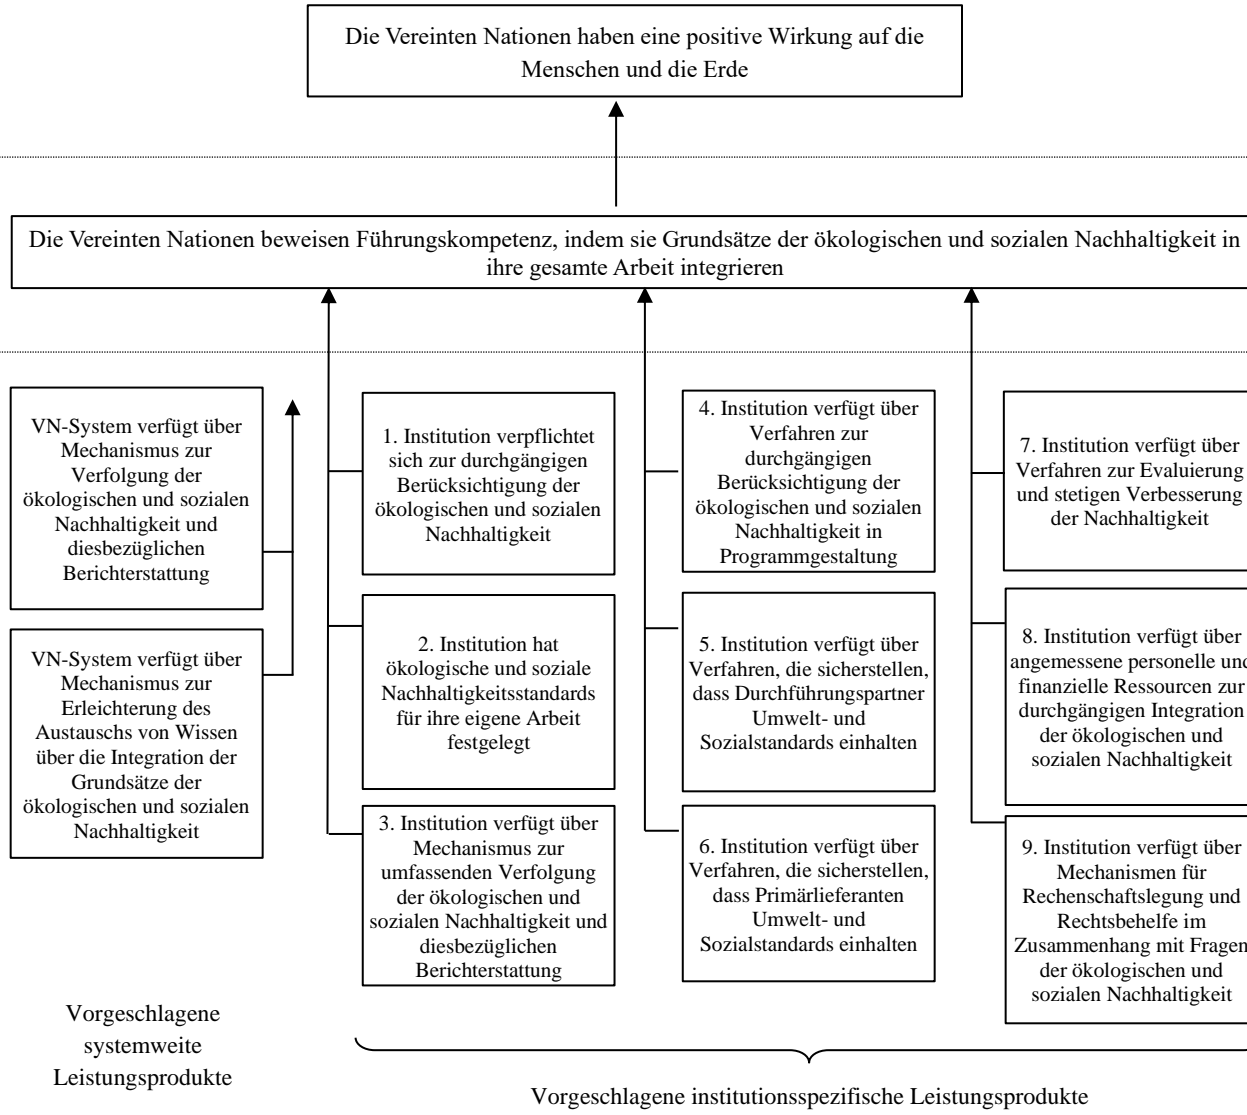 Die Vereinten Nationen haben eine positive Wirkung auf die
Menschen und die Erde
Die Vereinten Nationen beweisen Führungskompetenz, indem sie Grundsätze der ökologischen und sozialen Nachhaltigkeit in
ihre gesamte Arbeit integrieren
VN-System verfügt über
Mechanismus zur
Verfolgung der
ökologischen und sozialen
Nachhaltigkeit und
diesbezüglichen
Berichterstattung
VN-System verfügt über
Mechanismus zur
Erleichterung des
Austauschs von Wissen
über die Integration der
Grundsätze der
ökologischen und sozialen
Nachhaltigkeit
Vorgeschlagene
systemweite
Leistungsprodukte
1. Institution verpflichtet
sich zur durchgängigen
Berücksichtigung der
ökologischen und sozialen
Nachhaltigkeit
2. Institution hat
ökologische und soziale
Nachhaltigkeitsstandards
für ihre eigene Arbeit
festgelegt
3. Institution verfügt über
Mechanismus zur
umfassenden Verfolgung
der ökologischen und
sozialen Nachhaltigkeit und
diesbezüglichen
Berichterstattung
4. Institution verfügt über
Verfahren zur
durchgängigen
Berücksichtigung der
ökologischen und sozialen
Nachhaltigkeit in
Programmgestaltung
5. Institution verfügt über
Verfahren, die sicherstellen,
dass Durchführungspartner
Umwelt- und
Sozialstandards einhalten
6. Institution verfügt über
Verfahren, die sicherstellen,
dass Primärlieferanten
Umwelt- und
Sozialstandards einhalten
7. Institution verfügt über
Verfahren zur Evaluierung
und stetigen Verbesserung
der Nachhaltigkeit
8. Institution verfügt über
angemessene personelle und
finanzielle Ressourcen zur
durchgängigen Integration
der ökologischen und
sozialen Nachhaltigkeit
9. Institution verfügt über
Mechanismen für
Rechenschaftslegung und
Rechtsbehelfe im
Zusammenhang mit Fragen
der ökologischen und
sozialen Nachhaltigkeit
Vorgeschlagene institutionsspezifische Leistungsprodukte